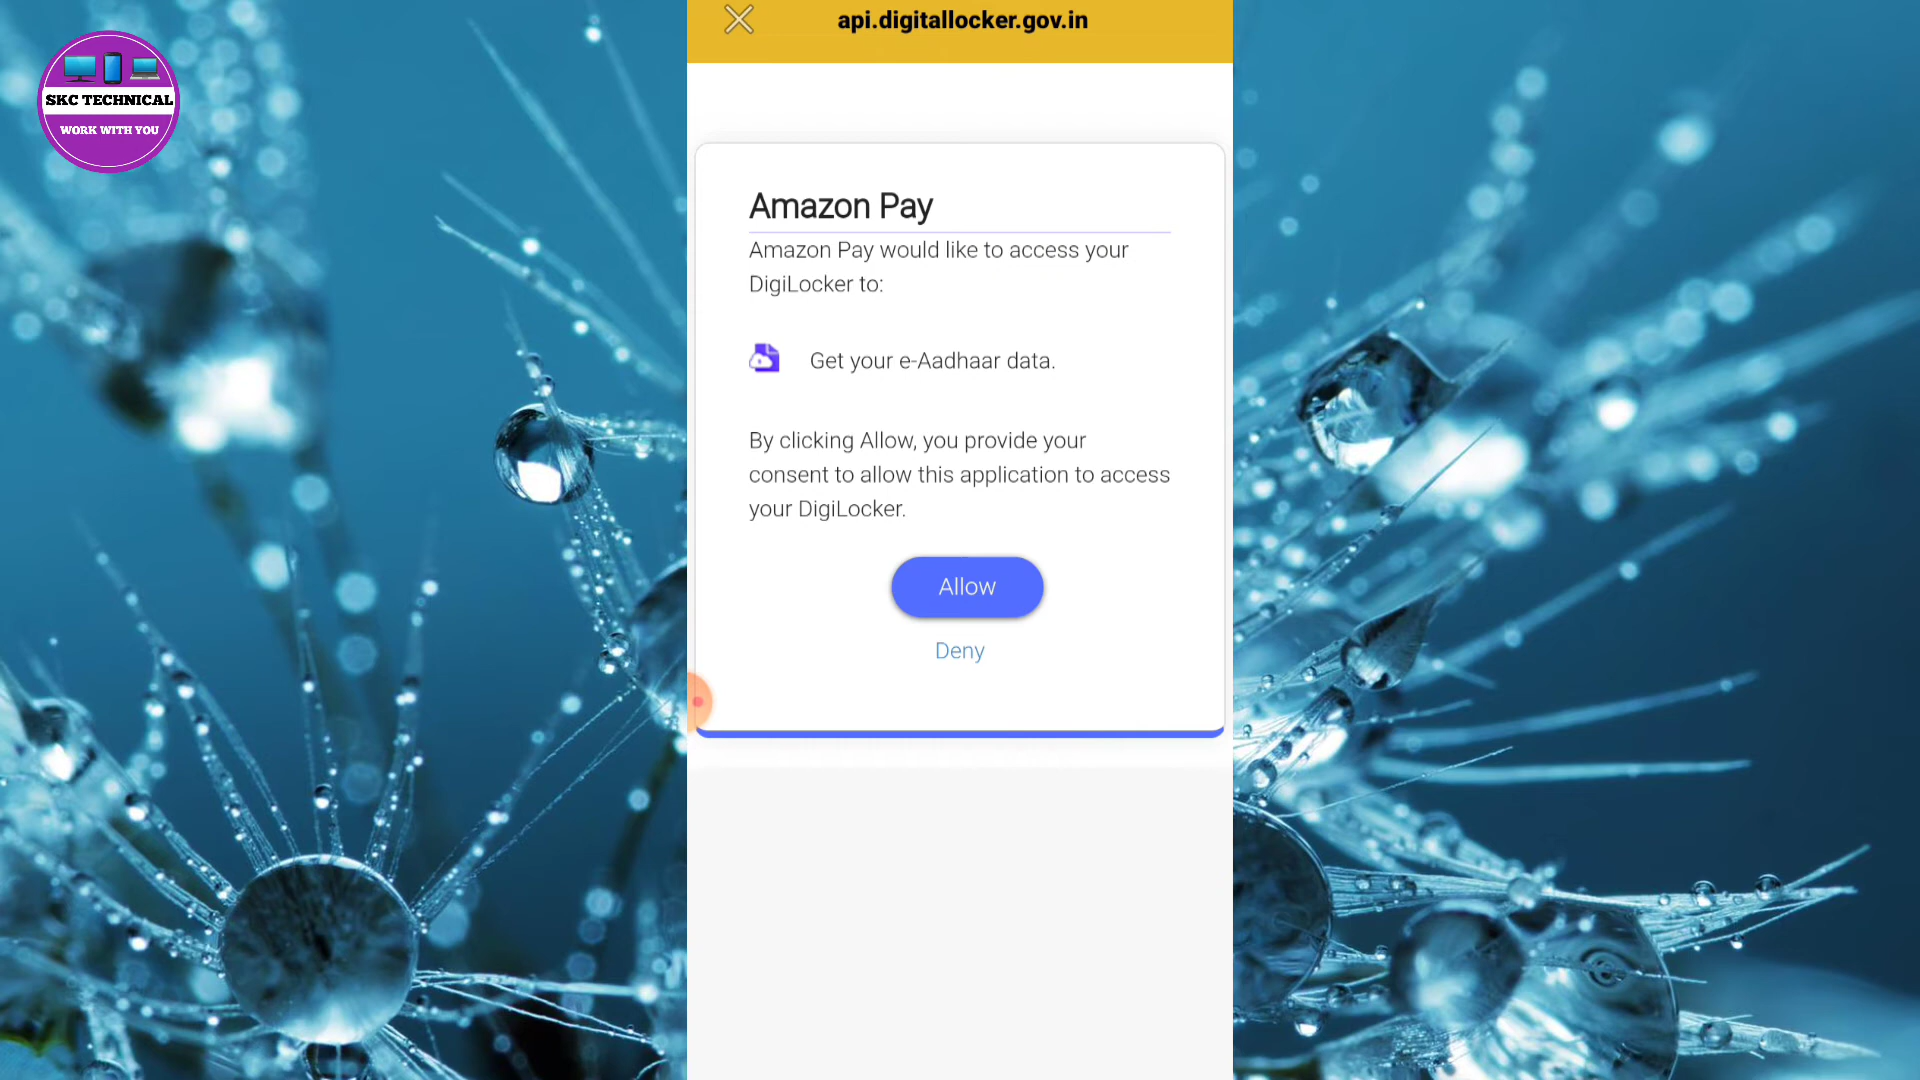 api.digitallocker.gov.in
SKC TECHNICAL
WORK WITH YOU
Amazon Pay
Amazon Pay would like to access your
DigiLocker to:
Get your e-Aadhaar data.
By clicking Allow, you provide your
consent to allow this application to access
your DigiLocker.
Allow
Deny